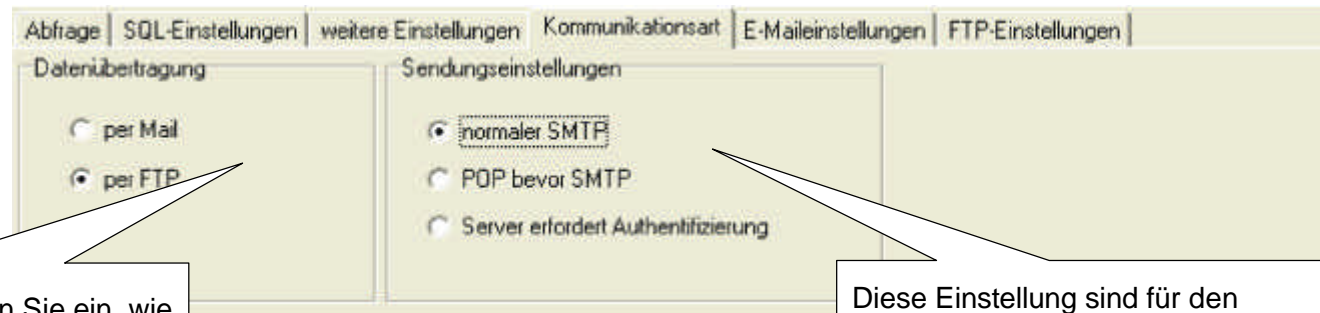 Abfrage SQL-Einstellungen weitere Einstellungen Kommunikationsart E-Maileinstellungen FTP-Einstellungen
Datenübertragung
per Mail
per FTP
Sendungseinstellungen
normaler SMTP
POP bevor SMTP
Server erfordert Authentifizierung
n Sie ein, wie
Diese Einstellung sind für den